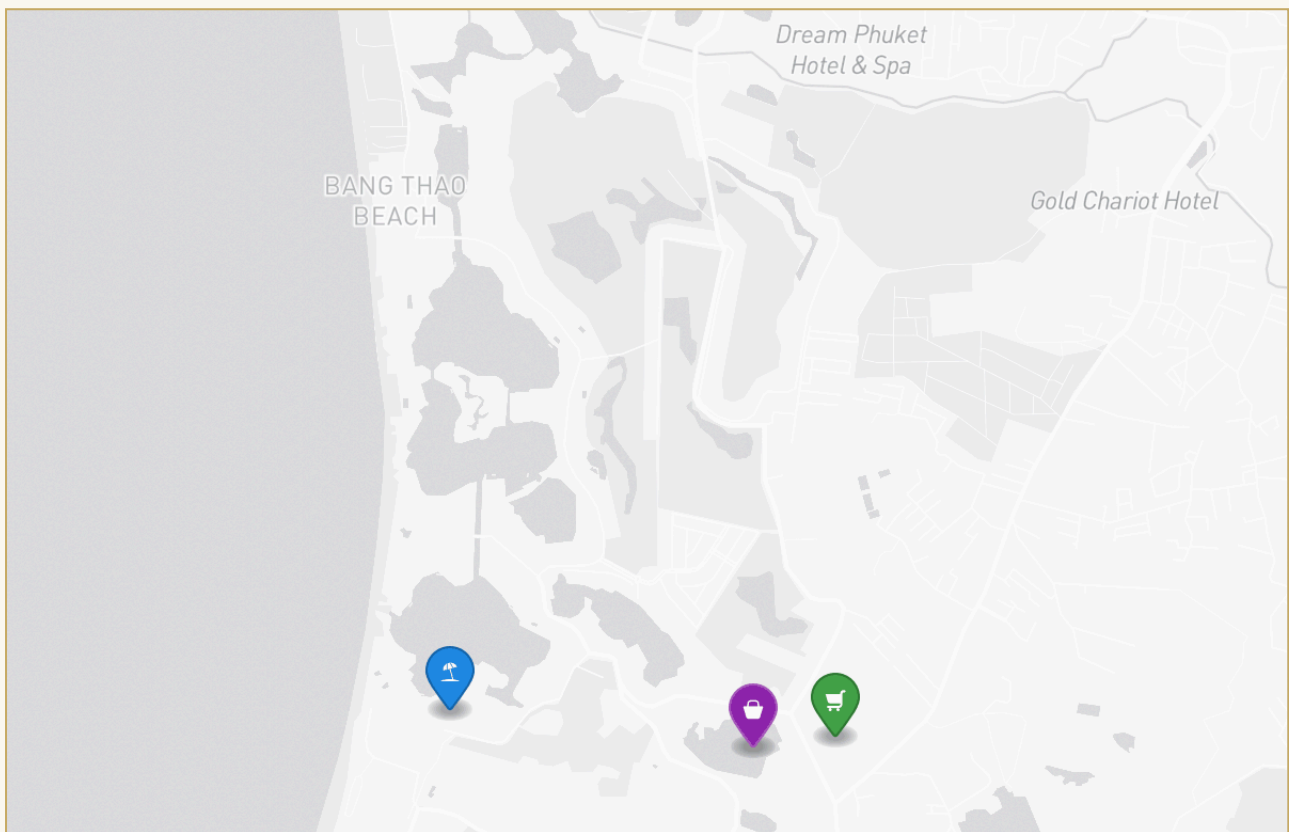 Dream Phuket
Hotel & Spa
BANG THAO
BEACH
Gold Chariot Hotel